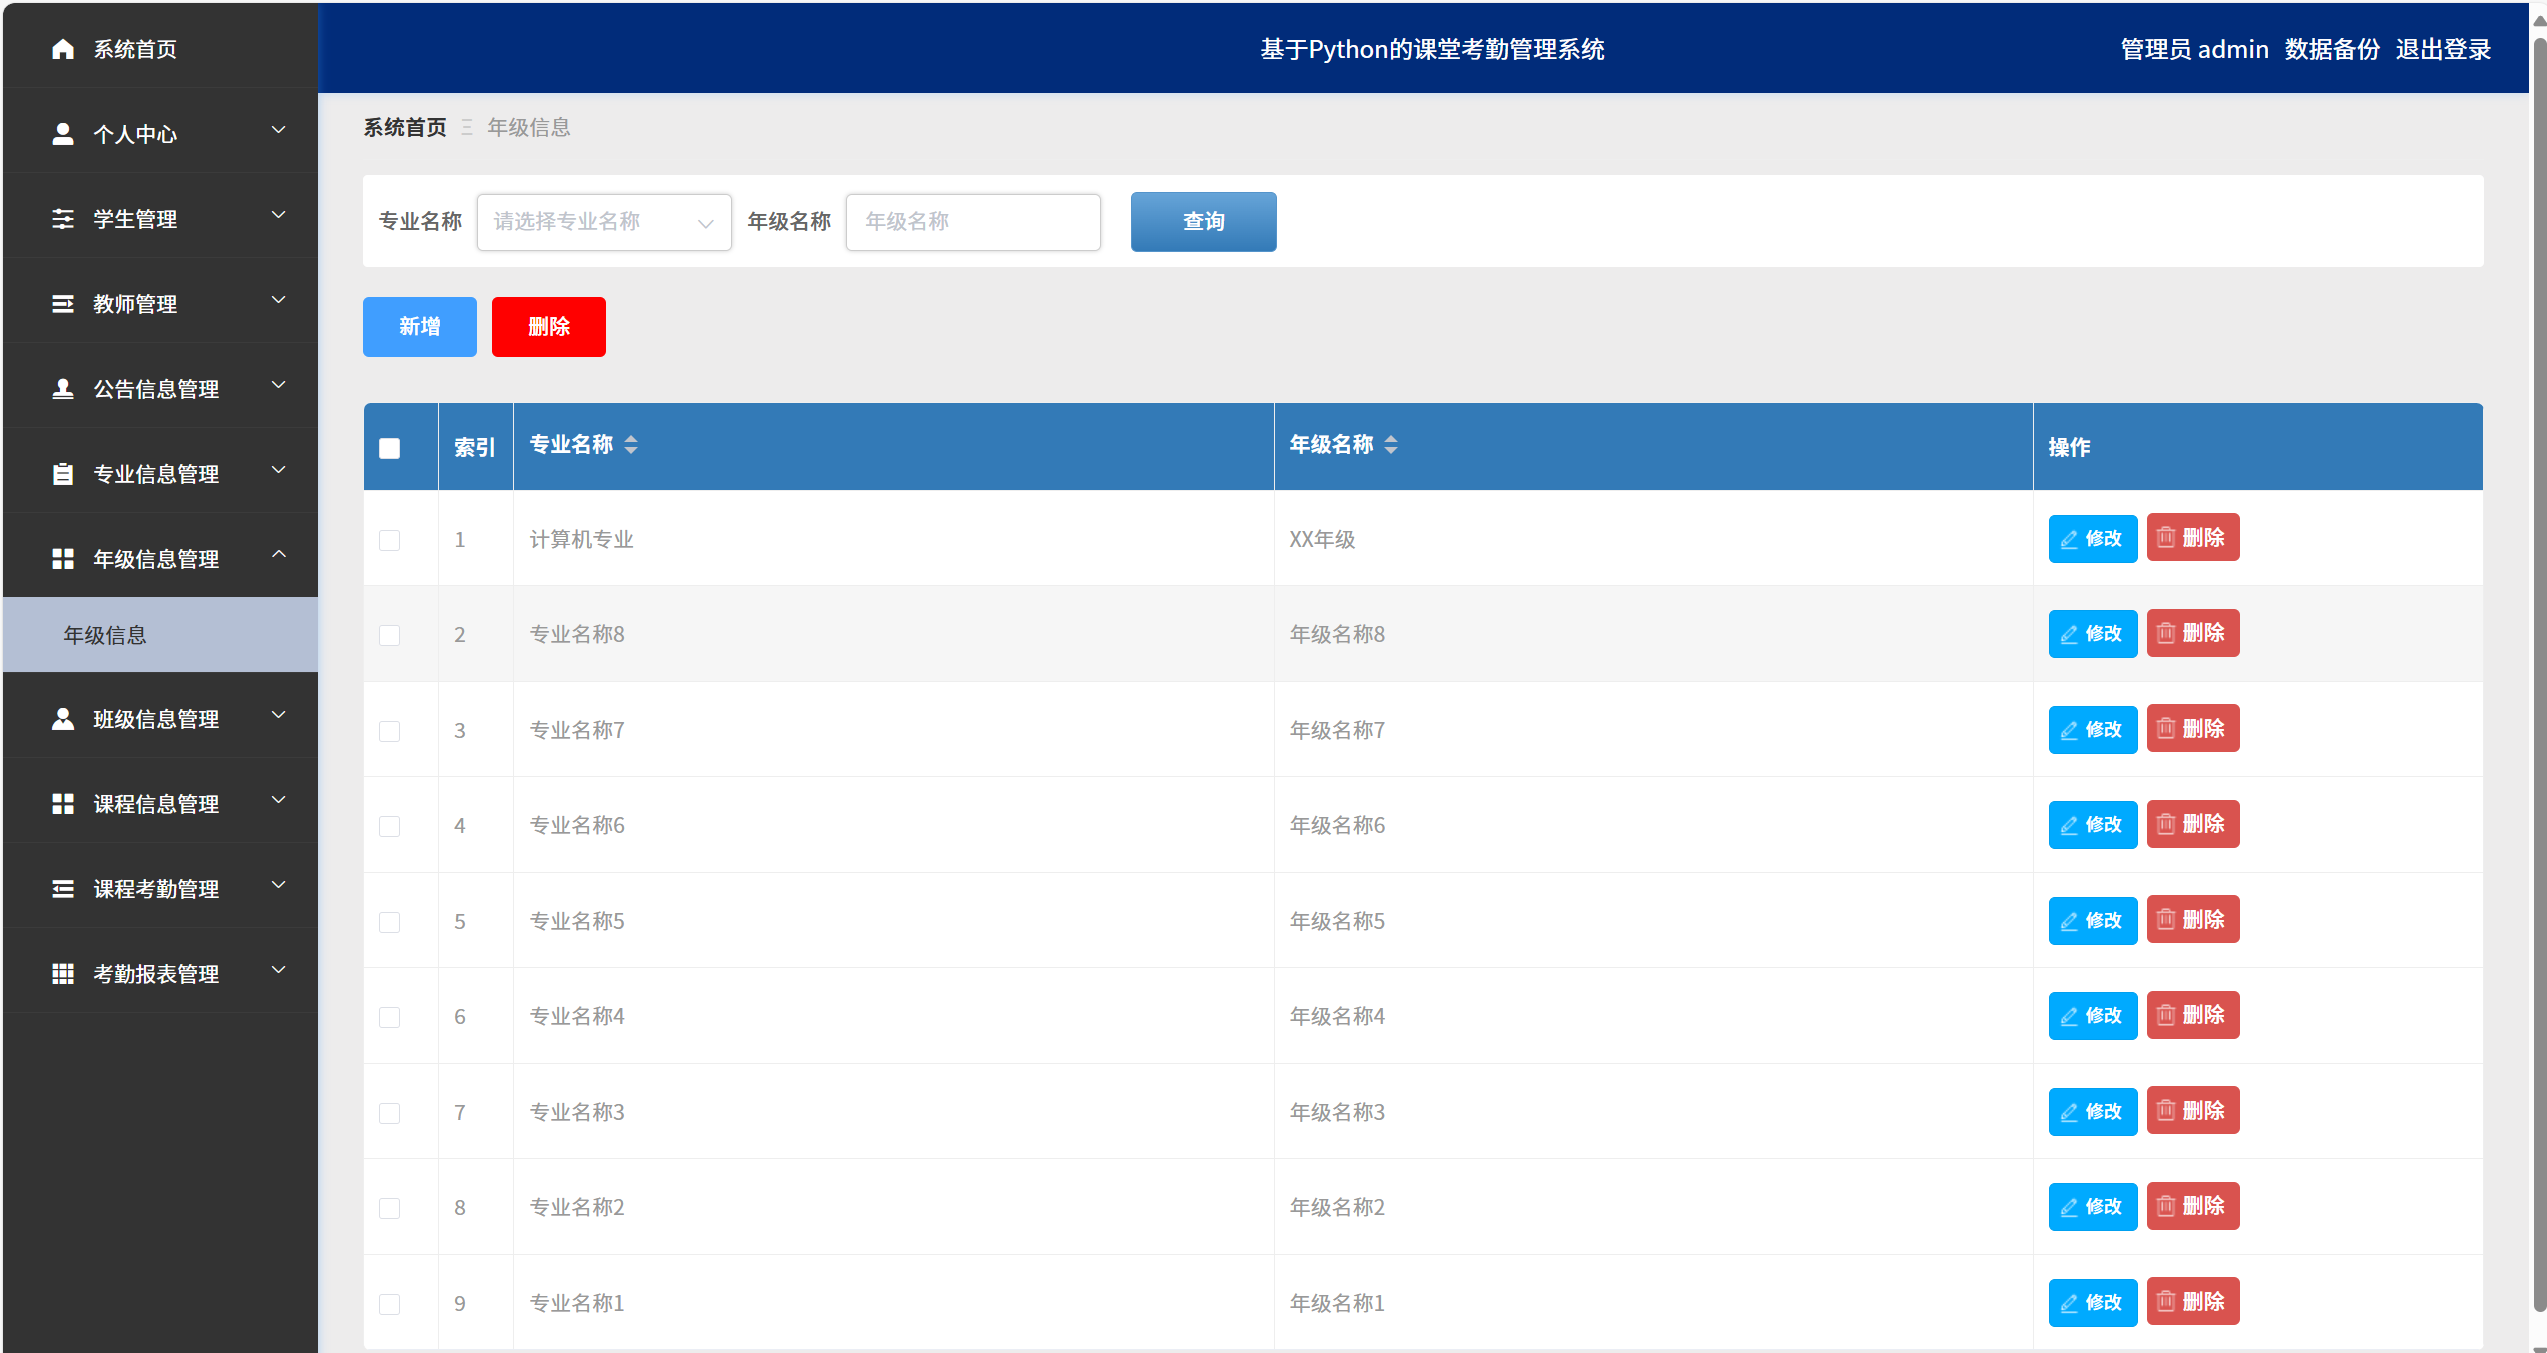 系统首页
个人中心
学生管理
教师管理
公告信息管理
专业信息管理
年级信息管理
年级信息
班级信息管理
课程信息管理
课程考勤管理
考勤报表管理
基于Python的课堂考勤管理系统
管理员 admin 数据备份 退出登录
系统首页 年级信息
专业名称 请选择专业名称 年级名称 年级名称 查询
新增 删除
索引 专业名称 年级名称 操作
1 计算机专业 XX年级 修改 删除
2 专业名称8 年级名称8 修改 删除
3 专业名称7 年级名称7 修改 删除
4 专业名称6 年级名称6 修改 删除
5 专业名称5 年级名称5 修改 删除
6 专业名称4 年级名称4 修改 删除
7 专业名称3 年级名称3 修改 删除
8 专业名称2 年级名称2 修改 删除
9 专业名称1 年级名称1 修改 删除